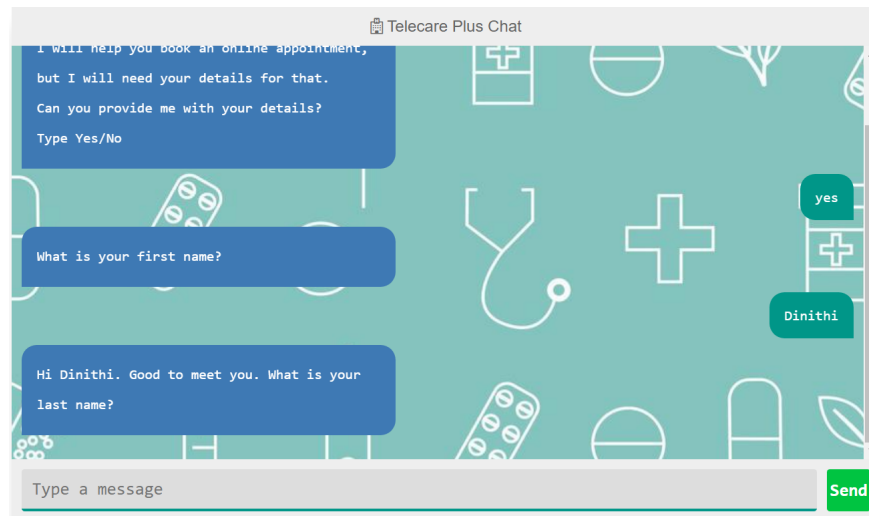 Telecare Plus Chat
I will help you book an online appointment,
but I will need your details for that.
Can you provide me with your details?
Type Yes/No
yes
What is your first name?
Dinithi
Hi Dinithi. Good to meet you. What is your
last name?
Type a message
Send